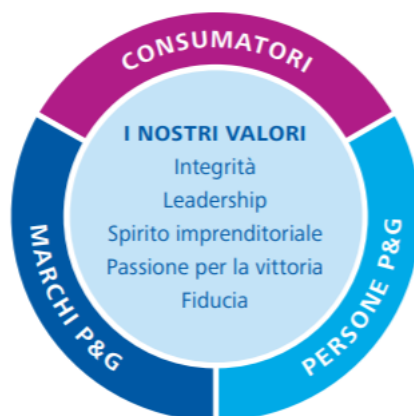 CONSUMATORI
I NOSTRI VALORI
Integrità
Leadership
Spirito imprenditoriale
Passione per la vittoria
Fiducia
MARCHI P&G
PERSONE P&G